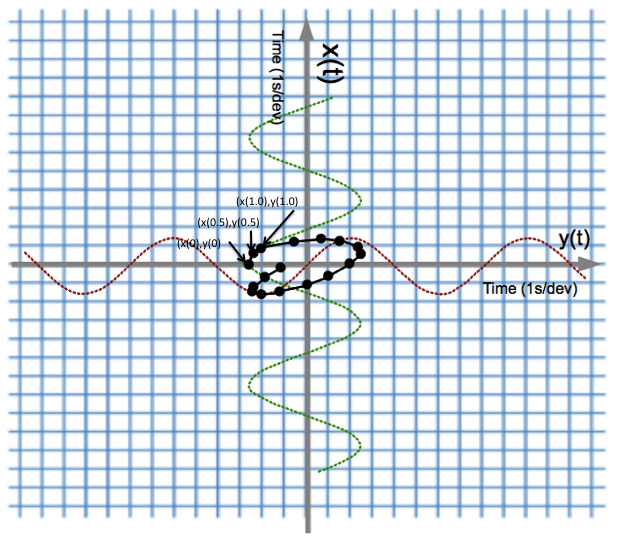 x(t)
Time (1s/dev)
(x(1.0),y(1.0)
(x(0.5),y(0.5)
(x(0),y(0)
y(t)
Time (1s/dev)